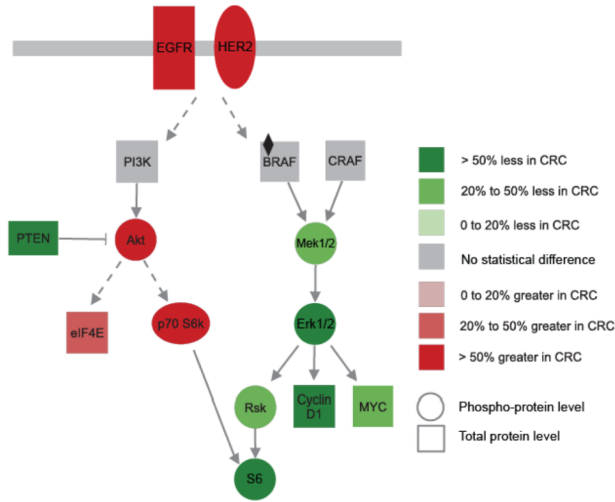 EGFR
HER2
PI3K
BRAF
CRAF
PTEN
Akt
Mek1/2
eIF4E
p70 S6k
Erk1/2
Rsk
Cyclin
D1
MYC
S6
> 50% less in CRC
20% to 50% less in CRC
0 to 20% less in CRC
No statistical difference
0 to 20% greater in CRC
20% to 50% greater in CRC
> 50% greater in CRC
Phospho-protein level
Total protein level